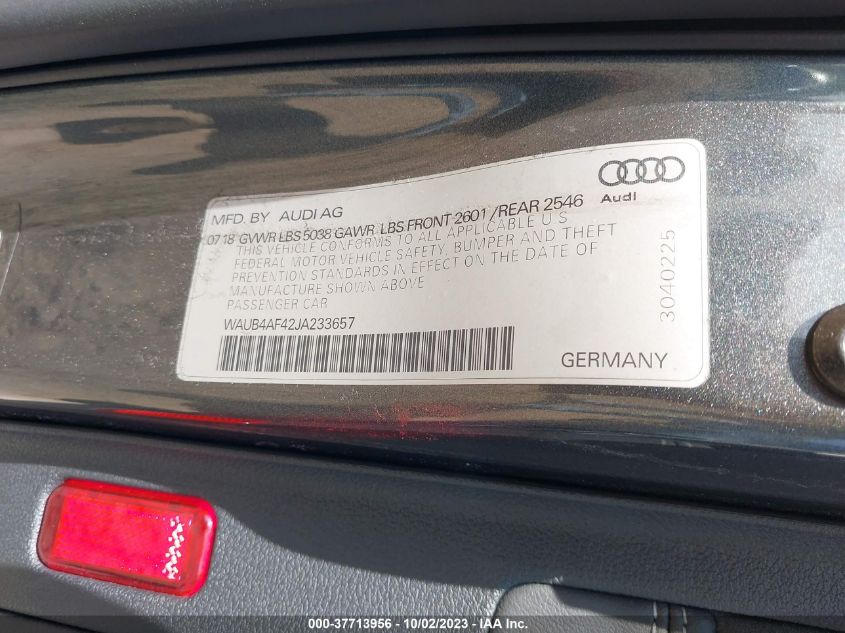 MFD. BY AUDI AG
Audi
0718 GVWR LBS 5038 GAWR LBS FRONT 2601 / REAR 2546
THIS VEHICLE CONFORMS TO ALL APPLICABLE U S
FEDERAL MOTOR VEHICLE SAFETY, BUMPER AND THEFT
PREVENTION STANDARDS IN EFFECT ON THE DATE OF
MANUFACTURE SHOWN ABOVE
PASSENGER CAR
3040225
WAUB4AF42JA233657
GERMANY
000-37713956 - 10/02/2023 - © IAA Inc.